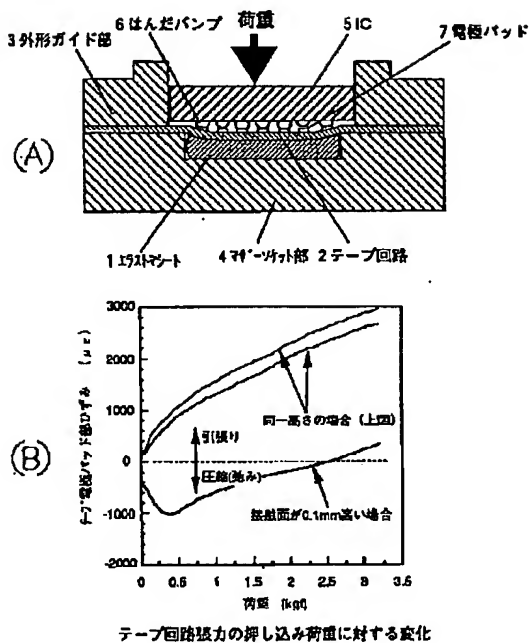 6はんだバンプ
荷重
5 IC
7電極パッド
3外形ガイド部
(A)
1エラストマシート
4マザーソケット部
2テープ回路
(B)
テープ電極パッド部ひずみ (με)
3000
2000
1000
0
-1000
-2000
同一高さの場合(上図)
引張り
圧縮(弛み)
接触面が0.1mm高い場合
0
0.5
1
1.5
2
2.5
3
3.5
荷重 [kgf]
テープ回路張力の押し込み荷重に対する変化